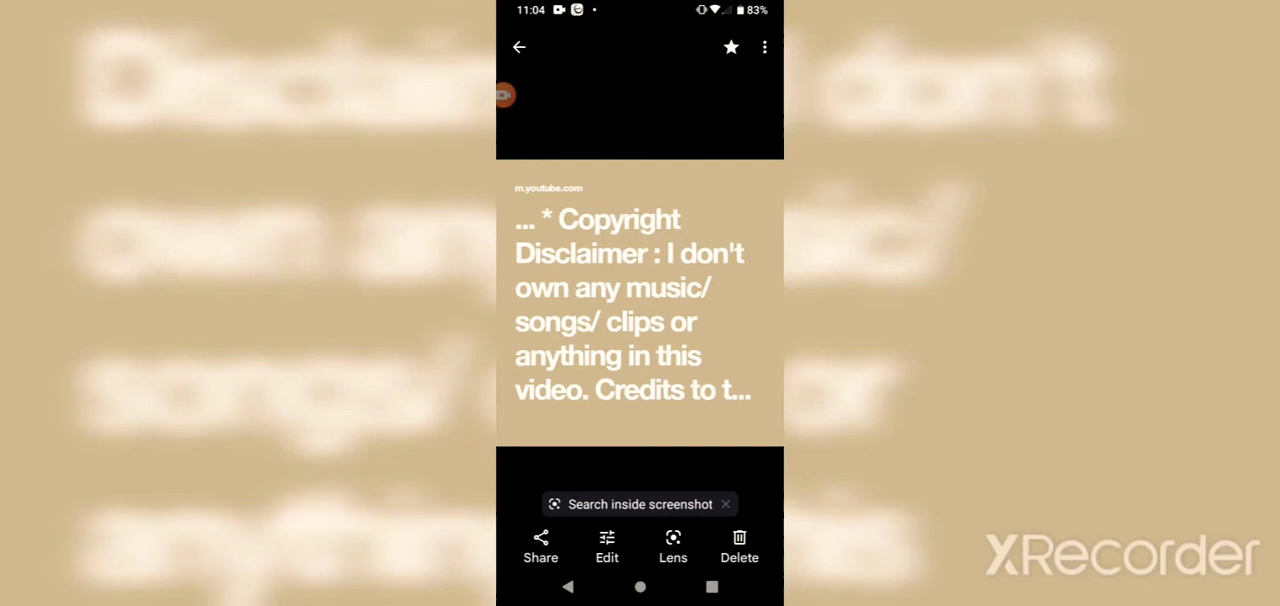 11:04
83%
m.youtube.com
... * Copyright
Disclaimer : I don't
own any music/
songs/ clips or
anything in this
video. Credits to t...
Search inside screenshot
Share Edit Lens Delete
XRecorder